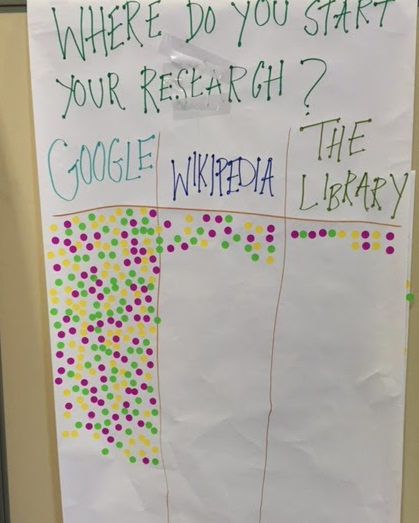 WHERE DO YOU START
YOUR RESEARCH?
GOOGLE
WIKIPEDIA
THE
LIBRARY